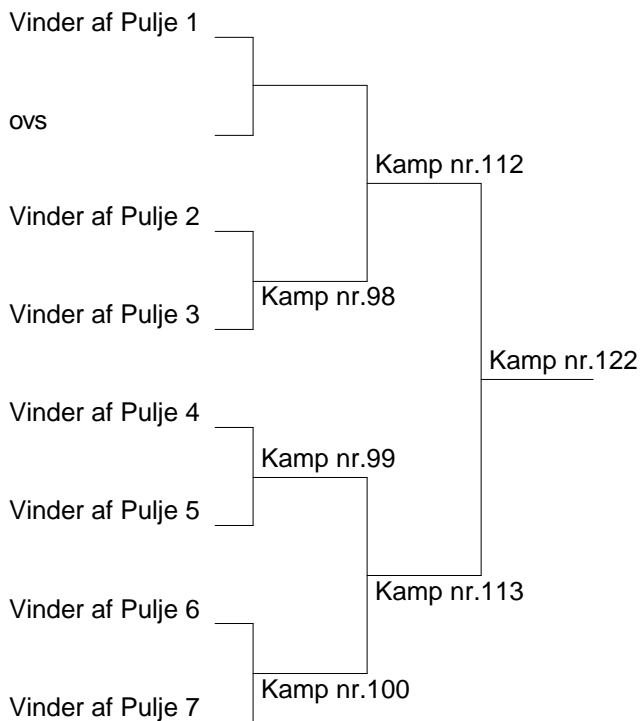 Vinder af Pulje 1
ovs
Kamp nr.112
Vinder af Pulje 2
Kamp nr.98
Vinder af Pulje 3
Kamp nr.122
Vinder af Pulje 4
Kamp nr.99
Vinder af Pulje 5
Kamp nr.113
Vinder af Pulje 6
Kamp nr.100
Vinder af Pulje 7